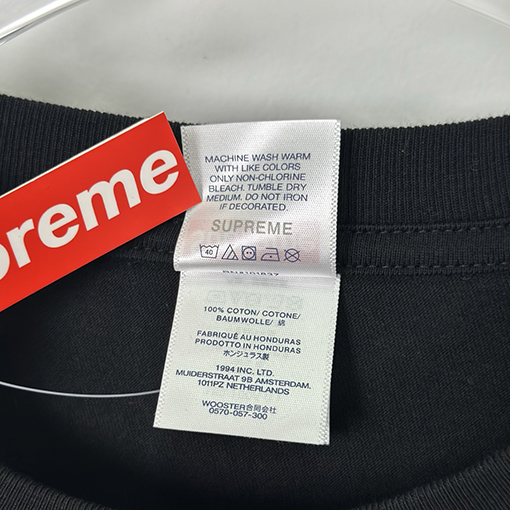 preme
MACHINE WASH WARM
WITH LIKE COLORS
ONLY NON-CHLORINE
BLEACH. TUMBLE DRY
MEDIUM. DO NOT IRON
IF DECORATED.
SUPREME
40
100% COTTON/ COTONE/
BAUMWOLLE/ 綿
FABRIQUÉ AU HONDURAS
PRODOTTO IN HONDURAS
ホンジュラス製
1994 INC. LTD.
MUIDERSTRAAT 9B AMSTERDAM.
1011PZ NETHERLANDS
WOOSTER合同会社
0570-057-300